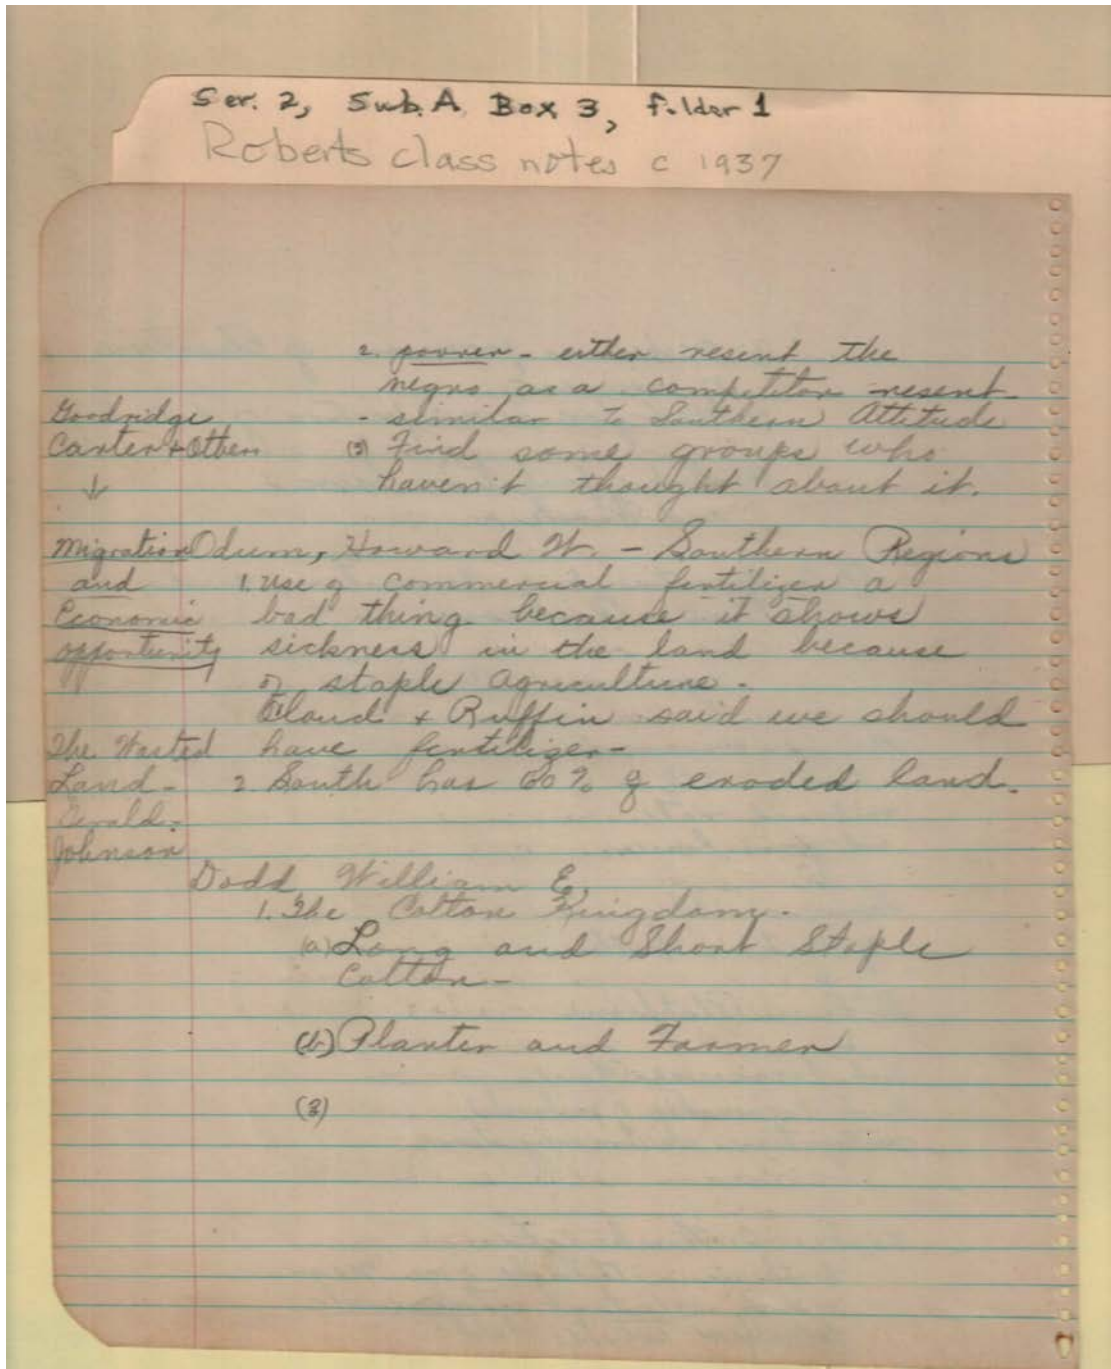 Ser. 2, Sub. A, Box 3, folder 1
Roberts class notes c 1937
2. poorer - either resent the
negro as a competitor resent
- similar to Southern Attitude
(3) Find some groups who
haven't thought about it.
Goodridge
Carter & Others
↓
Migration
and
Economic
opportunity
Odum, Howard W. - Southern Regions
1. Use of commercial fertilizer a
bad thing because it shows
sickness in the land because
of staple agriculture.
Cloud & Ruffin said we should
have fertilizer -
2 South has 60% of eroded land.
The Wasted
Land -
Gerald -
Johnson
Dodd, William E.
1. The Cotton Kingdom.
(a) Long and Short Staple
Cotton -
(b) Planter and Farmer
(3)